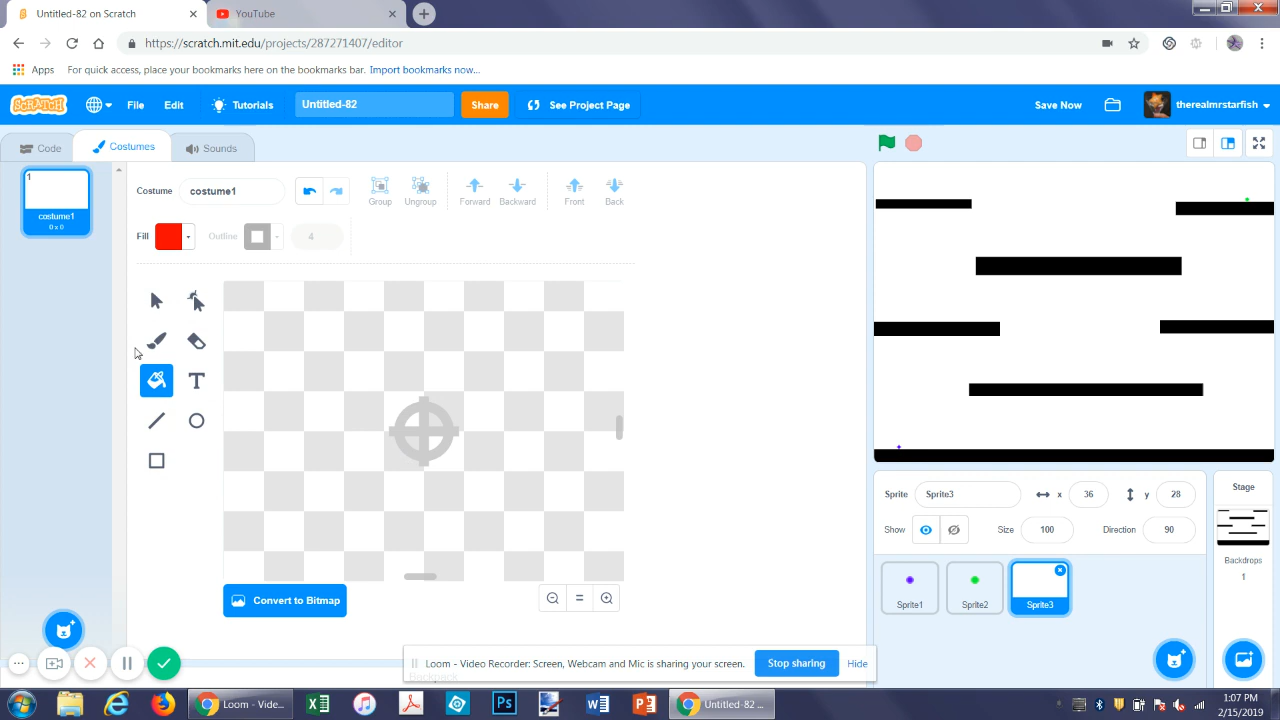 Untitled-82 on Scratch
YouTube
https://scratch.mit.edu/projects/287271407/editor
Apps
For quick access, place your bookmarks here on the bookmarks bar. Import bookmarks now...
SCRATCH
File
Edit
Tutorials
Untitled-82
Share
See Project Page
Save Now
therealmrstarfish
Code
Costumes
Sounds
1
costume1
0 x 0
Costume
costume1
Group
Ungroup
Forward
Backward
Front
Back
Fill
Outline
4
Convert to Bitmap
Sprite
Sprite3
x
36
y
28
Show
Size
100
Direction
90
Sprite1
Sprite2
Sprite3
Stage
Backdrops
1
Loom - Video Recorder: Screen, Webcam and Mic is sharing your screen.
Stop sharing
Hide
Backpack
Loom - Vide...
Ps
Untitled-82 ...
1:07 PM
2/15/2019